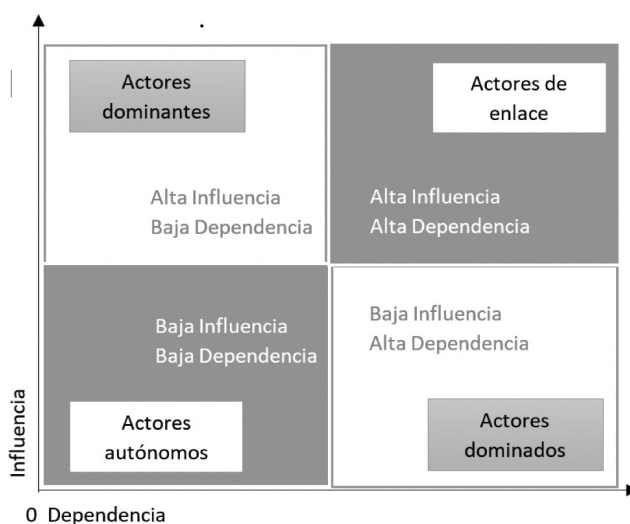 Actores
dominantes
Actores de
enlace
Alta Influencia
Baja Dependencia
Alta Influencia
Alta Dependencia
Baja Influencia
Baja Dependencia
Baja Influencia
Alta Dependencia
Actores
autónomos
Actores
dominados
Influencia
0 Dependencia